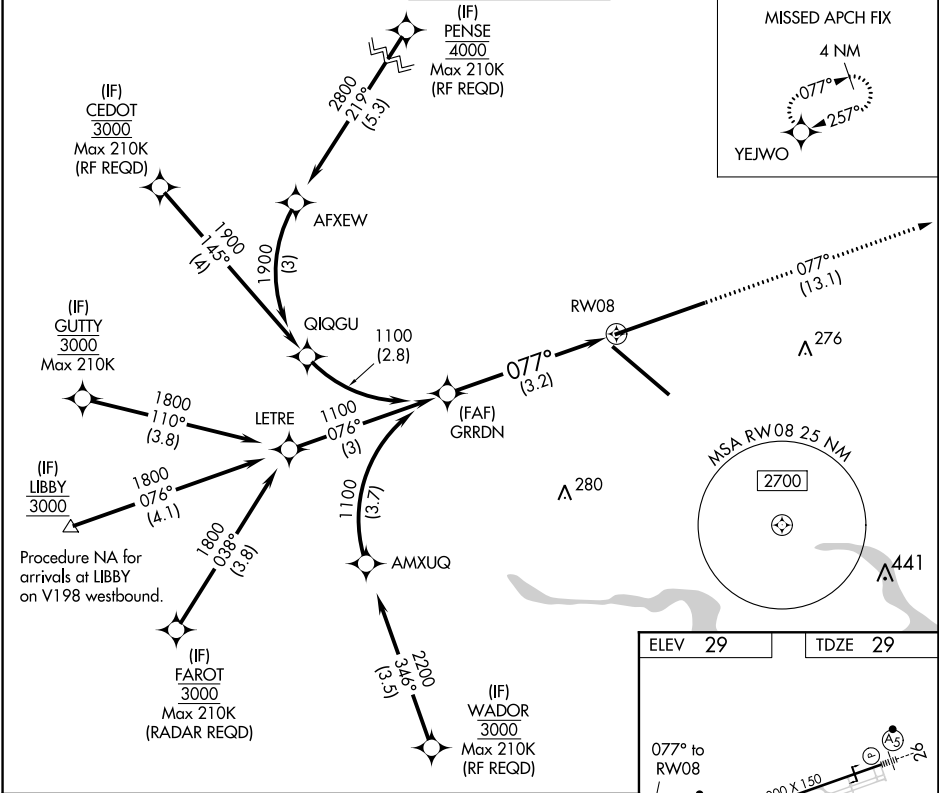 (IF)
PENSE
4000
Max 210K
(RF REQD)
MISSED APCH FIX
4 NM
077°
257°
YEJWO
(IF)
CEDOT
3000
Max 210K
(RF REQD)
2800
219°
(5.3)
AFXEW
1900
145°
(4)
1900
(3)
077°
(13.1)
RW08
276
(IF)
GUTTY
3000
Max 210K
QIQGU
1100
(2.8)
077°
(3.2)
(FAF)
GRRDN
1800
110°
(3.8)
LETRE
1100
076°
(3)
MSA RW08 25 NM
2700
(IF)
LIBBY
3000
1800
076°
(4.1)
280
1100
(3.7)
Procedure NA for
arrivals at LIBBY
on V198 westbound.
1800
038°
(3.8)
AMXUQ
441
(IF)
FAROT
3000
Max 210K
(RADAR REQD)
2200
346°
(3.5)
(IF)
WADOR
3000
Max 210K
(RF REQD)
ELEV 29
TDZE 29
077° to
RW08
P
A5
26
X 150